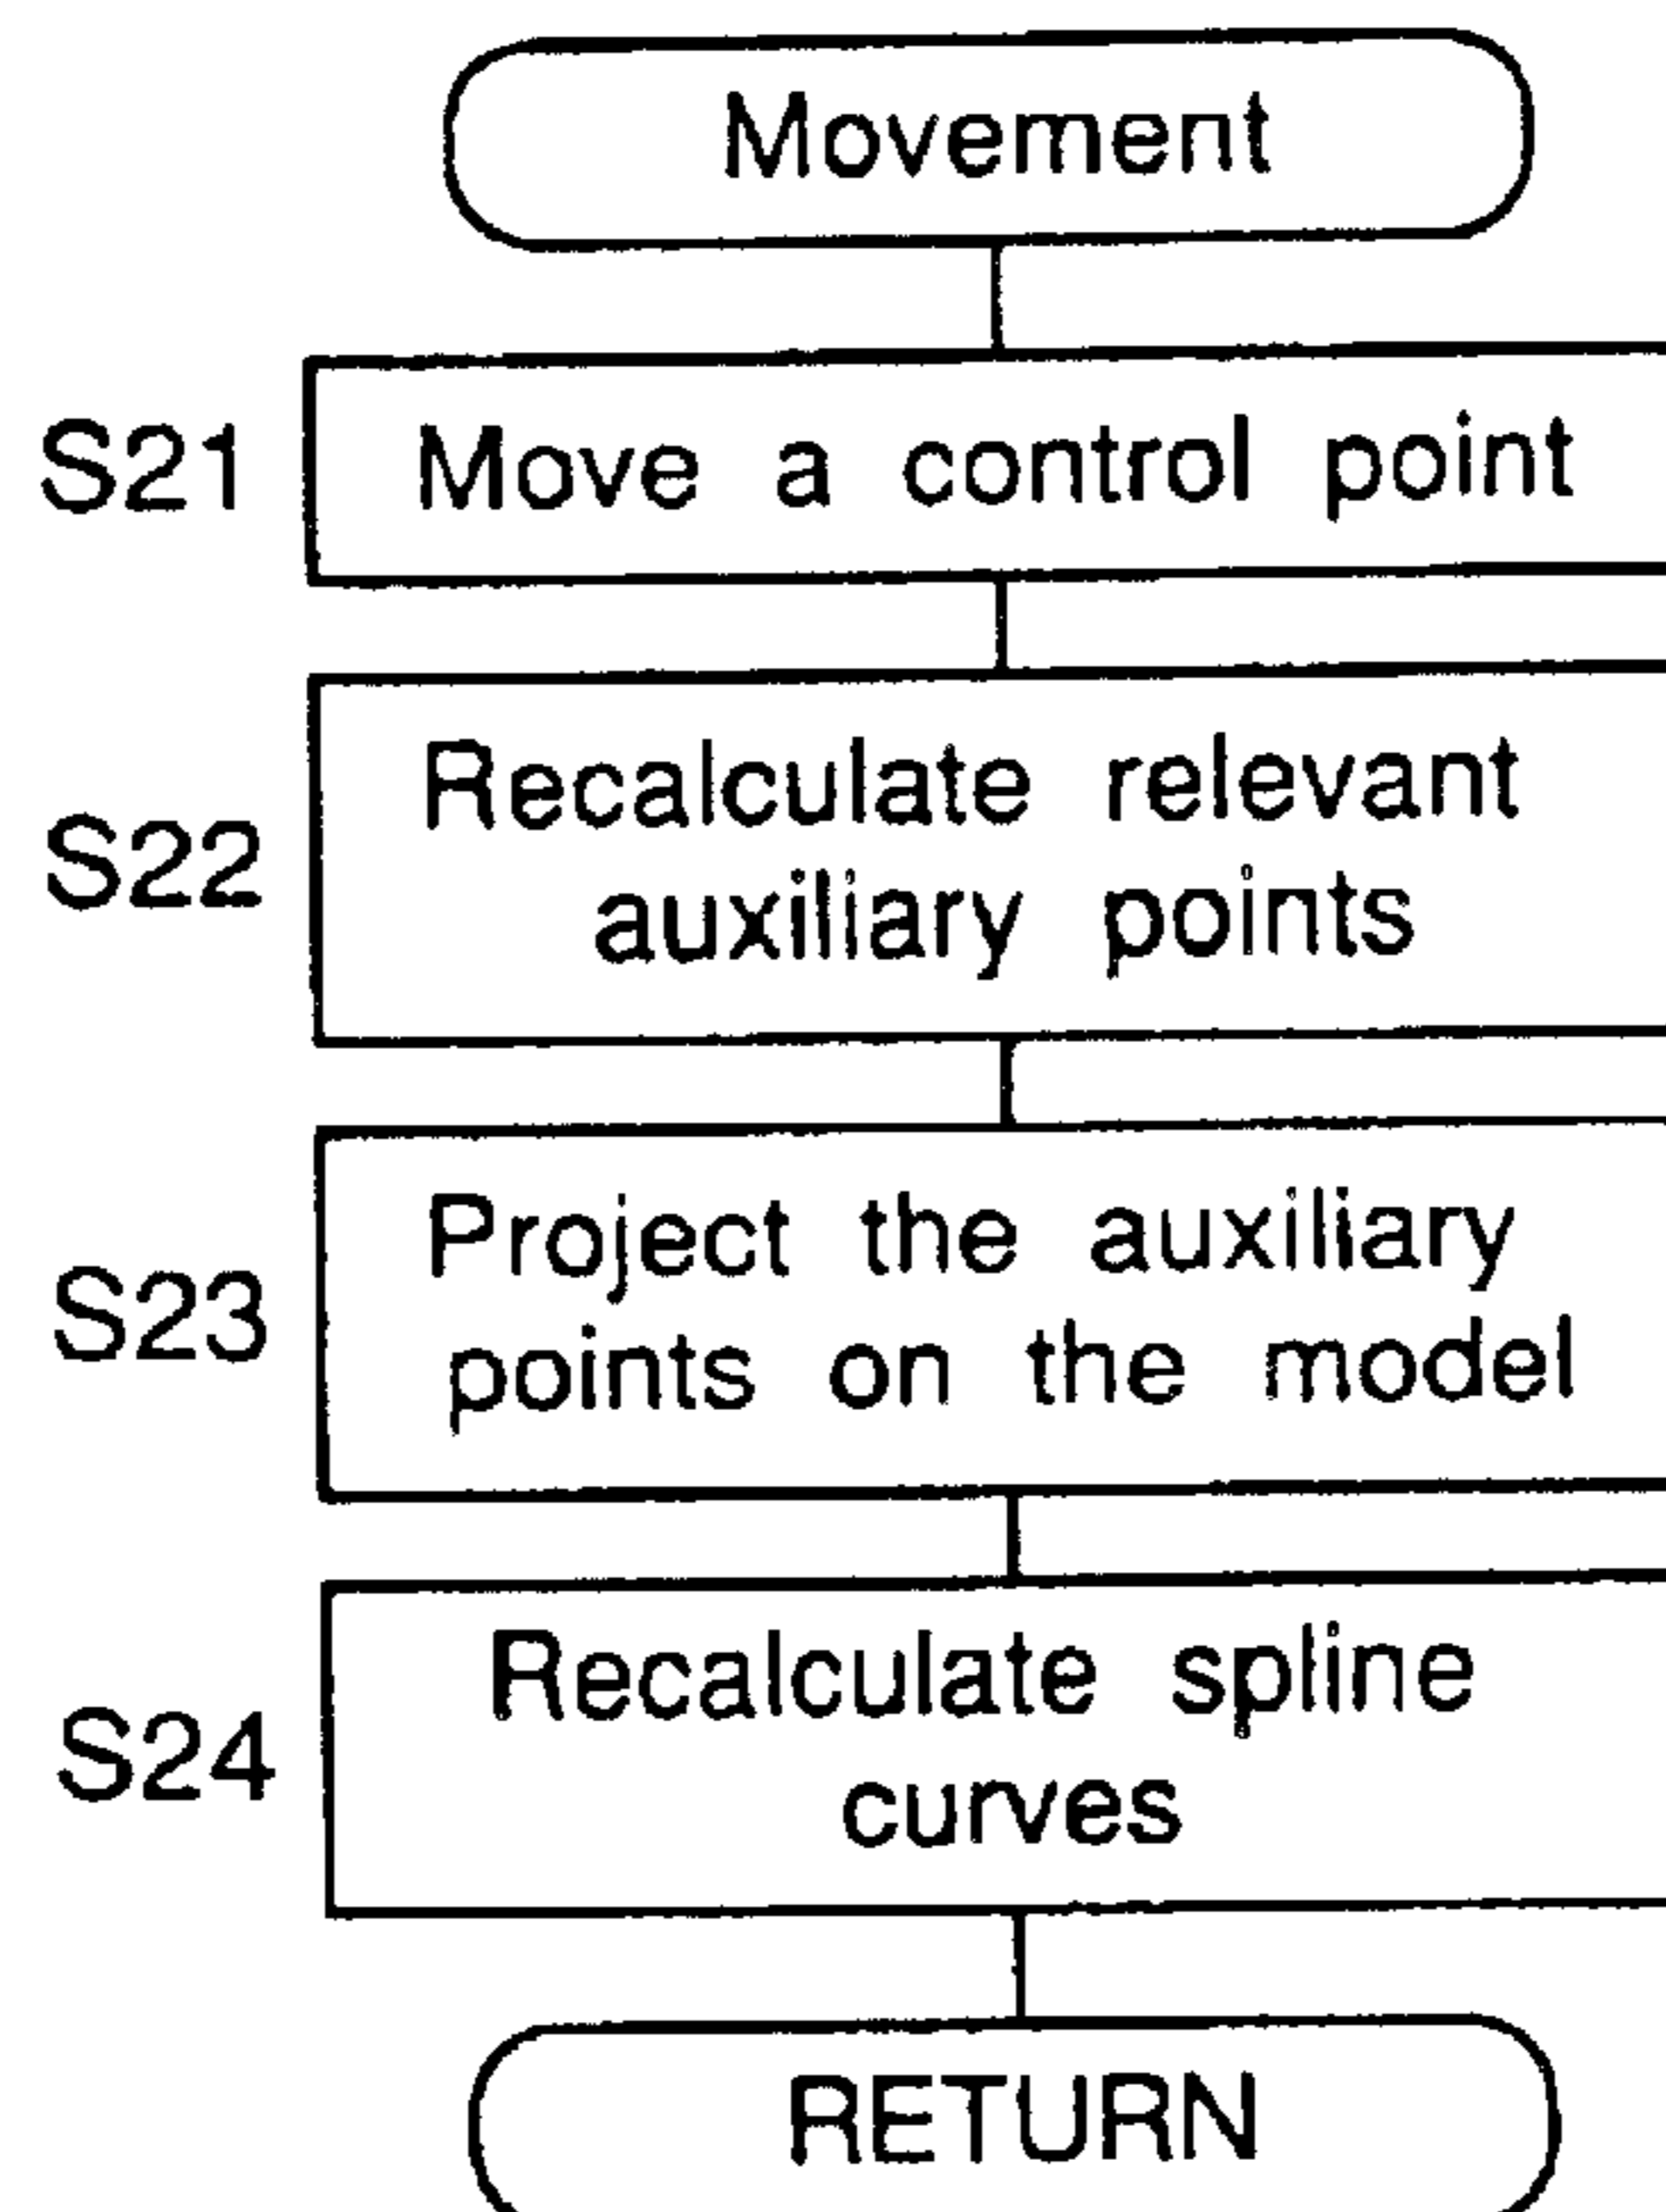 Movement
S21 Move a control point
Recalculate relevant
S22
auxiliary points
Project the auxiliary
S23
points on the model
Recalculate spline
S24
curves
RETURN